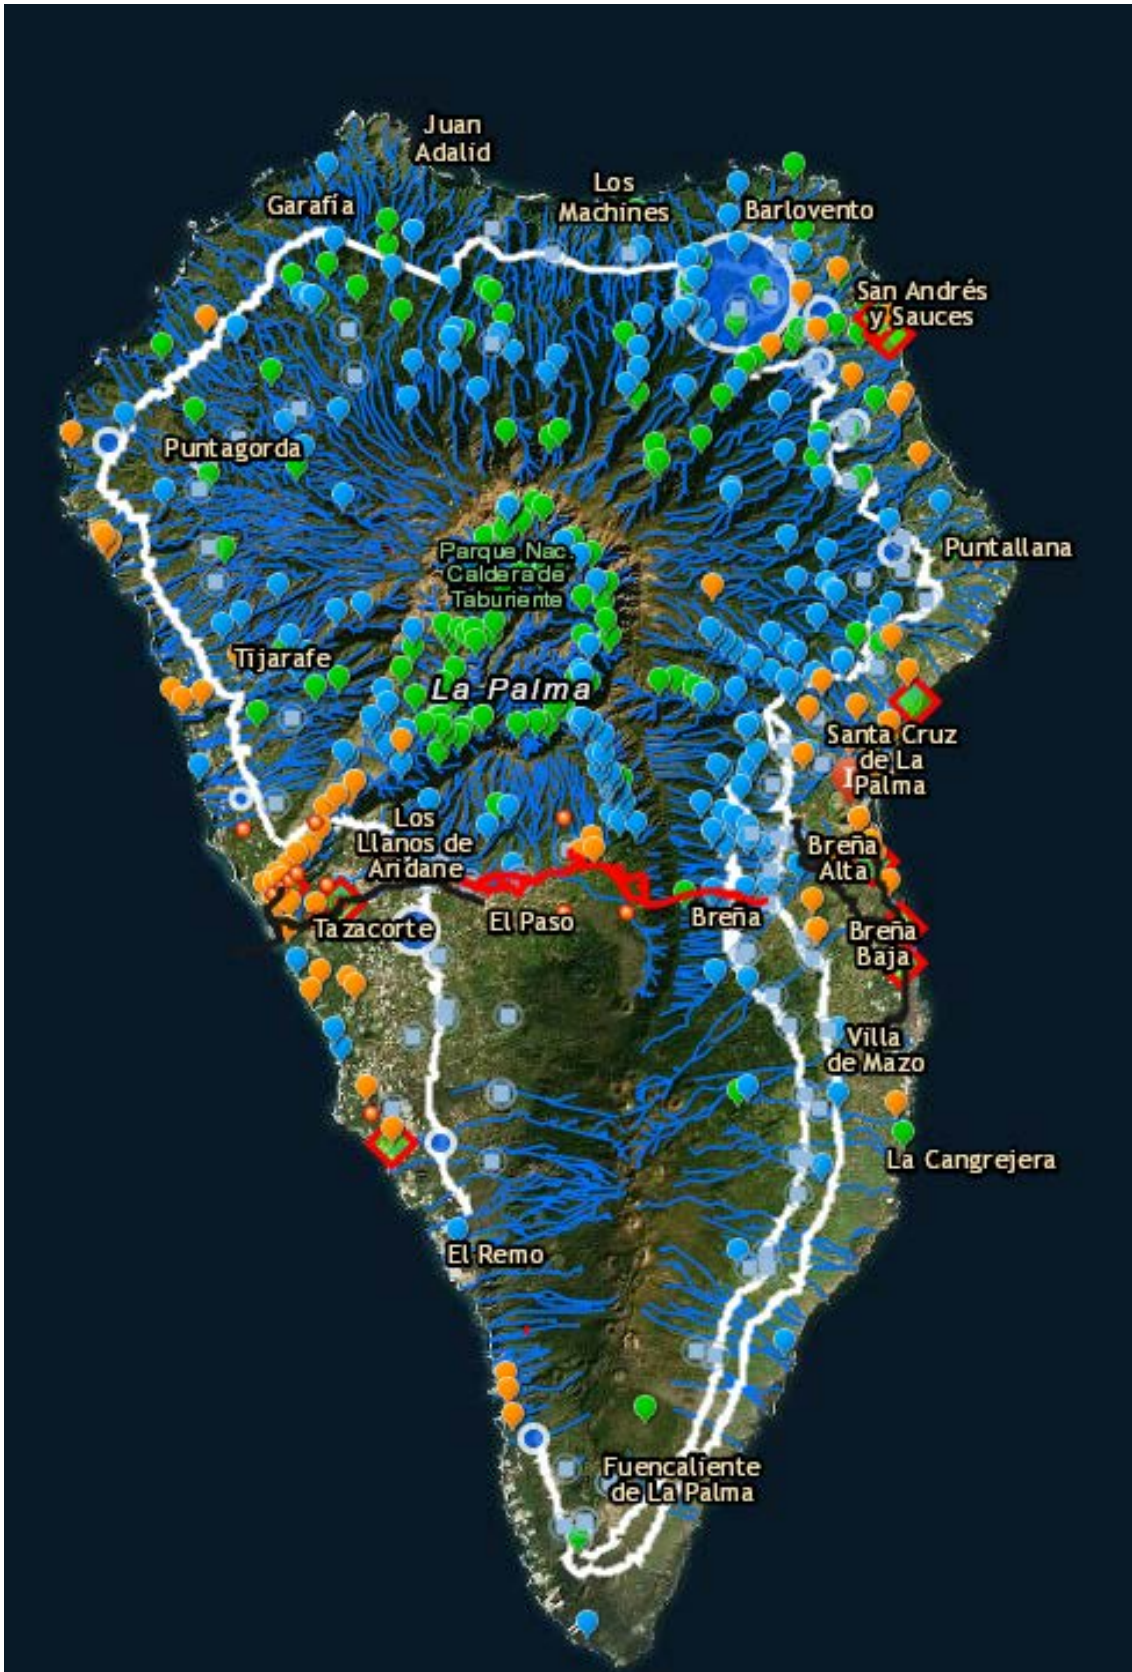 Juan
Adalid
Los
Machines
Garafía
Barlovento
San Andrés
y Sauces
Puntagorda
Puntallana
Parque Nac.
Caldera de
Taburiente
Tijarafe
La Palma
Santa Cruz
de La
Palma
Los
Llanos de
Aridane
Breña
Alta
Tazacorte
El Paso
Breña
Breña
Baja
Villa
de Mazo
La Cangrejera
El Remo
Fuencaliente
de La Palma